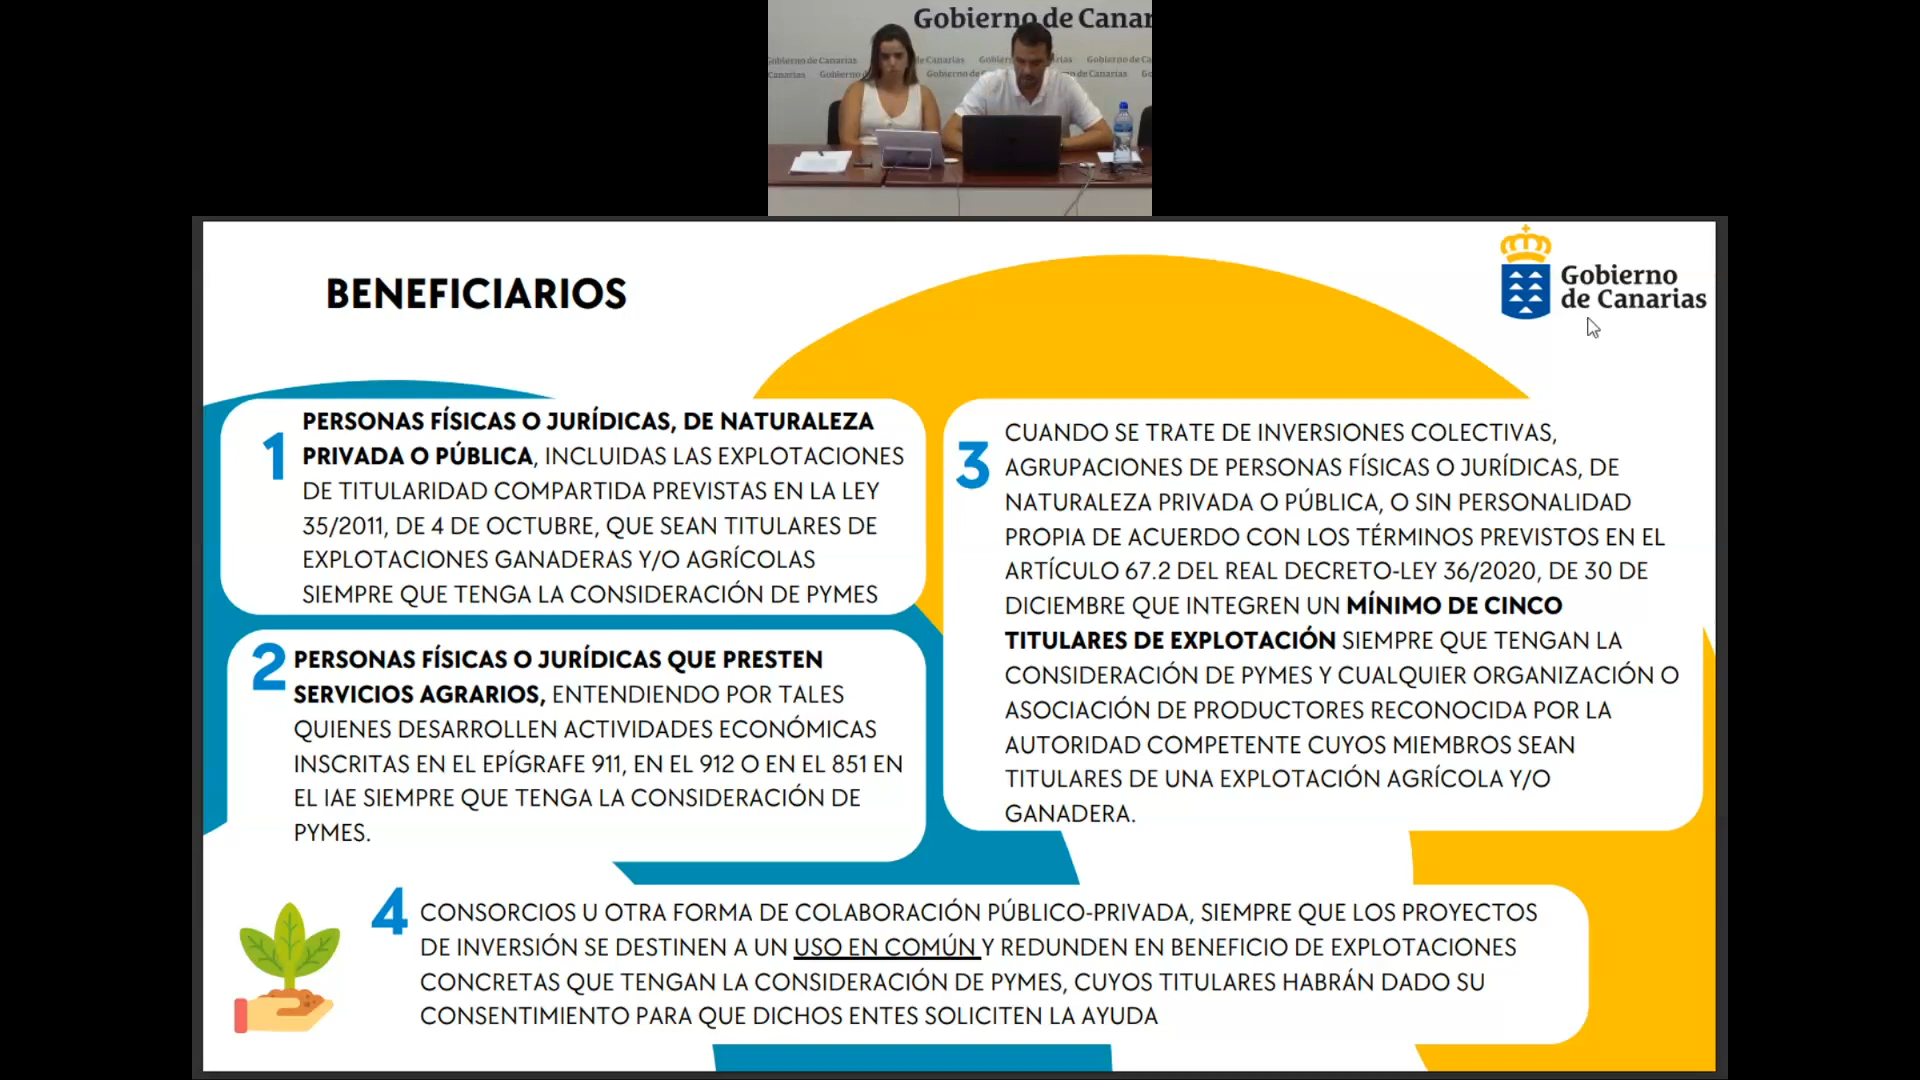 Gobierno de Canar
Gobierno de Canarias
BENEFICIARIOS
Gobierno
de Canarias
1
PERSONAS FÍSICAS O JURÍDICAS, DE NATURALEZA
PRIVADA O PÚBLICA, INCLUIDAS LAS EXPLOTACIONES
DE TITULARIDAD COMPARTIDA PREVISTAS EN LA LEY
35/2011, DE 4 DE OCTUBRE, QUE SEAN TITULARES DE
EXPLOTACIONES GANADERAS Y/O AGRÍCOLAS
SIEMPRE QUE TENGA LA CONSIDERACIÓN DE PYMES
2
PERSONAS FÍSICAS O JURÍDICAS QUE PRESTEN
SERVICIOS AGRARIOS, ENTENDIENDO POR TALES
QUIENES DESARROLLEN ACTIVIDADES ECONÓMICAS
INSCRITAS EN EL EPÍGRAFE 911, EN EL 912 O EN EL 851 EN
EL IAE SIEMPRE QUE TENGA LA CONSIDERACIÓN DE
PYMES.
3
CUANDO SE TRATE DE INVERSIONES COLECTIVAS,
AGRUPACIONES DE PERSONAS FÍSICAS O JURÍDICAS, DE
NATURALEZA PRIVADA O PÚBLICA, O SIN PERSONALIDAD
PROPIA DE ACUERDO CON LOS TÉRMINOS PREVISTOS EN EL
ARTÍCULO 67.2 DEL REAL DECRETO-LEY 36/2020, DE 30 DE
DICIEMBRE QUE INTEGREN UN MÍNIMO DE CINCO
TITULARES DE EXPLOTACIÓN SIEMPRE QUE TENGAN LA
CONSIDERACIÓN DE PYMES Y CUALQUIER ORGANIZACIÓN O
ASOCIACIÓN DE PRODUCTORES RECONOCIDA POR LA
AUTORIDAD COMPETENTE CUYOS MIEMBROS SEAN
TITULARES DE UNA EXPLOTACIÓN AGRÍCOLA Y/O
GANADERA.
4
CONSORCIOS U OTRA FORMA DE COLABORACIÓN PÚBLICO-PRIVADA, SIEMPRE QUE LOS PROYECTOS
DE INVERSIÓN SE DESTINEN A UN USO EN COMÚN Y REDUNDEN EN BENEFICIO DE EXPLOTACIONES
CONCRETAS QUE TENGAN LA CONSIDERACIÓN DE PYMES, CUYOS TITULARES HABRÁN DADO SU
CONSENTIMIENTO PARA QUE DICHOS ENTES SOLICITEN LA AYUDA